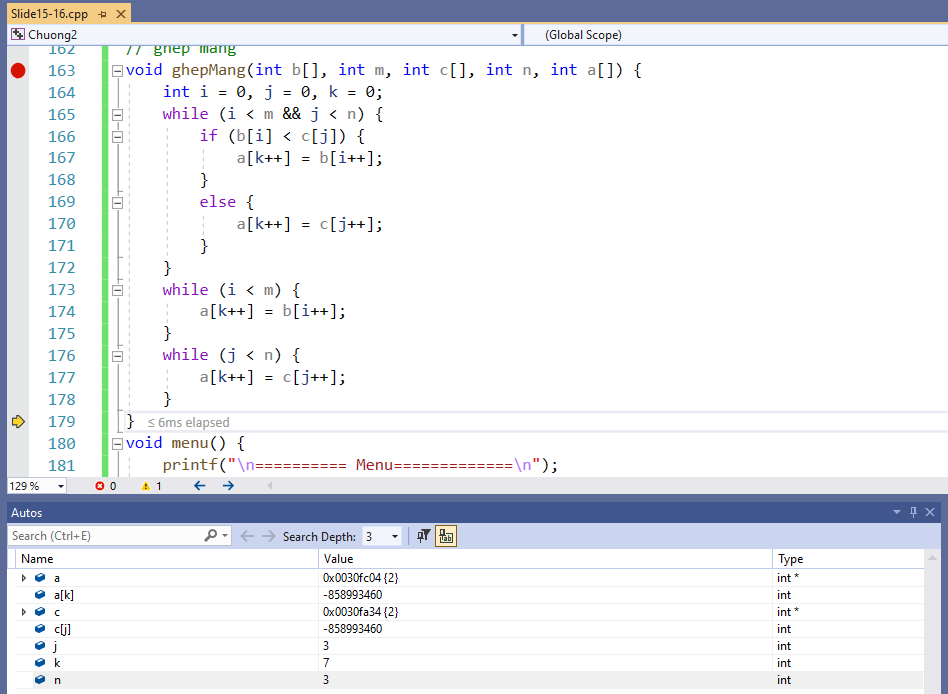 Slide15-16.cpp
Chuong2 (Global Scope)
162 // ghep mang
163 void ghepMang(int b[], int m, int c[], int n, int a[]) {
164 int i = 0, j = 0, k = 0;
165 while (i < m && j < n) {
166 if (b[i] < c[j]) {
167 a[k++] = b[i++];
168 }
169 else {
170 a[k++] = c[j++];
171 }
172 }
173 while (i < m) {
174 a[k++] = b[i++];
175 }
176 while (j < n) {
177 a[k++] = c[j++];
178 }
179 } ≤ 6ms elapsed
180 void menu() {
181 printf("\n========== Menu=============\n");
129 % 0 1
Autos
Search (Ctrl+E) Search Depth: 3
Name Value Type
a 0x0030fc04 {2} int *
a[k] -858993460 int
c 0x0030fa34 {2} int *
c[j] -858993460 int
j 3 int
k 7 int
n 3 int